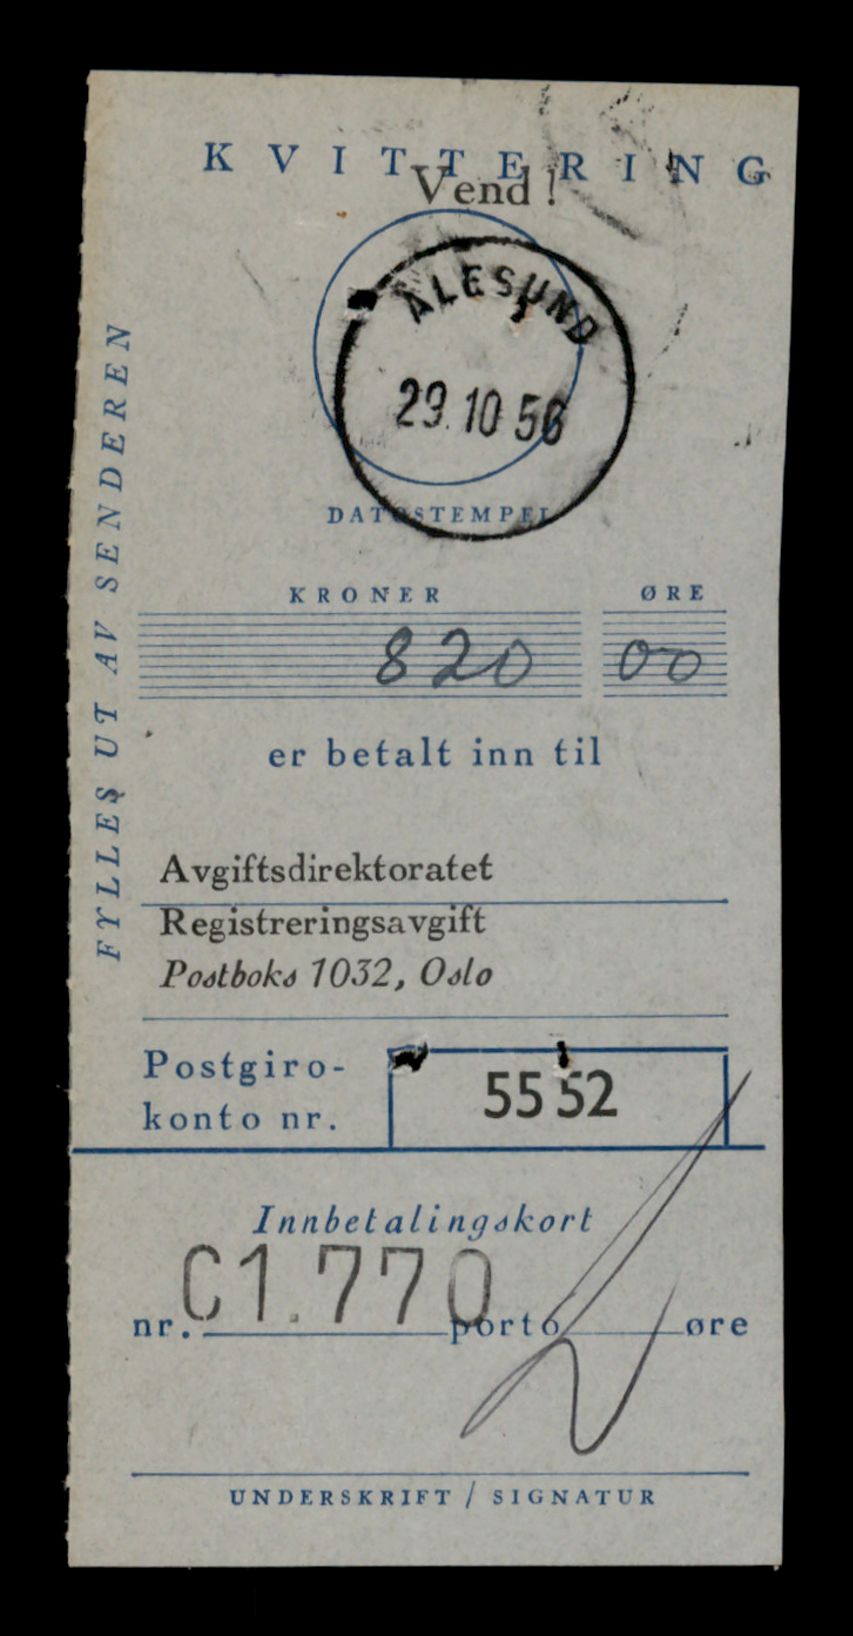 KVITTERING
Vend!
ÅLESUND
29.10.56
DATOSTEMPEL
FYLLES UT AV SENDEREN
KRONER ØRE
820 00
er betalt inn til
Avgiftsdirektoratet
Registreringsavgift
Postboks 1032, Oslo
Postgiro-
konto nr. 5552
Innbetalingskort
nr. C1.770 porto øre
UNDERSKRIFT / SIGNATUR